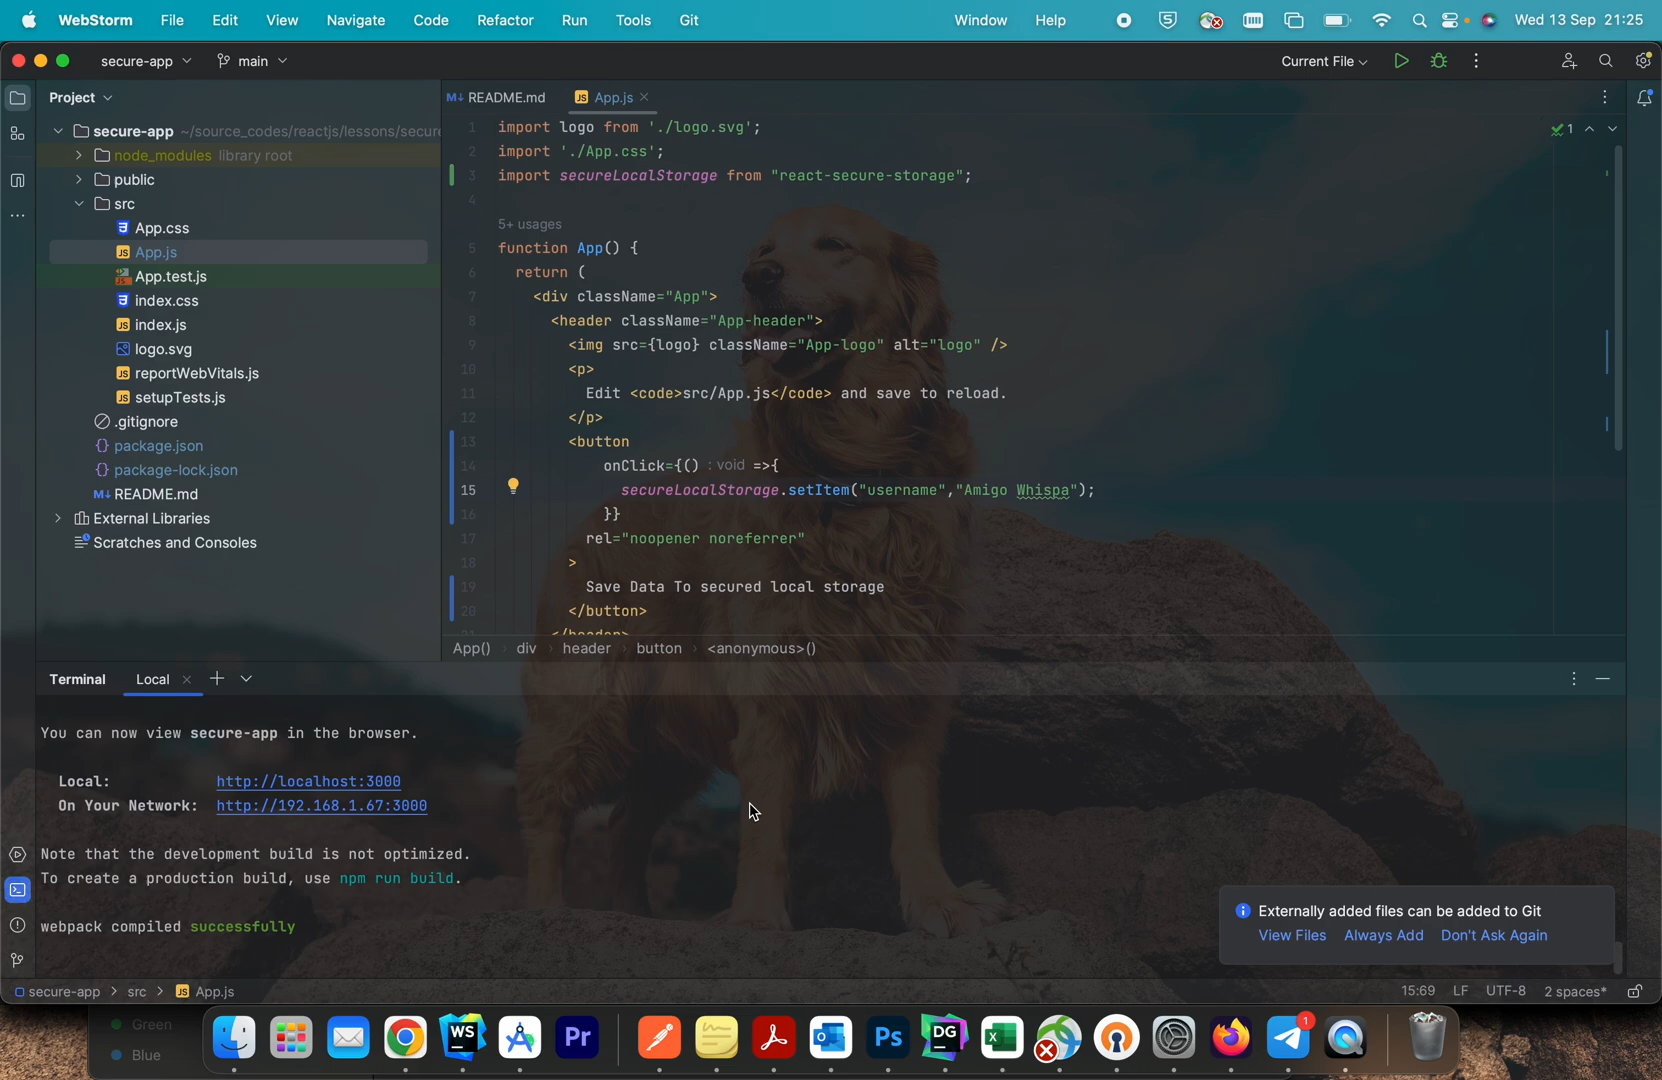 WebStorm File Edit View Navigate Code Refactor Run Tools Git Window Help Wed 13 Sep 21:25
secure-app main Current File
Project
secure-app ~/source_codes/reactjs/lessons/secur
node_modules library root
public
src
App.css
App.js
App.test.js
index.css
index.js
logo.svg
reportWebVitals.js
setupTests.js
.gitignore
package.json
package-lock.json
README.md
External Libraries
Scratches and Consoles
README.md App.js
1
1 import logo from './logo.svg';
2 import './App.css';
3 import secureLocalStorage from "react-secure-storage";
4
5+ usages
5 function App() {
6 return (
7 <div className="App">
8 <header className="App-header">
9 <img src={logo} className="App-logo" alt="logo" />
10 <p>
11 Edit <code>src/App.js</code> and save to reload.
12 </p>
13 <button
14 onClick={() : void =>{
15 secureLocalStorage.setItem("username","Amigo Whispa");
16 }}
17 rel="noopener noreferrer"
18 >
19 Save Data To secured local storage
20 </button>
21 </header>
App() div header button <anonymous>()
Terminal Local
You can now view secure-app in the browser.
Local: http://localhost:3000
On Your Network: http://192.168.1.67:3000
Note that the development build is not optimized.
To create a production build, use npm run build.
webpack compiled successfully
Externally added files can be added to Git
View Files Always Add Don't Ask Again
secure-app > src > App.js 15:69 LF UTF-8 2 spaces*
Green
Blue
WS Pr Ps DG 1